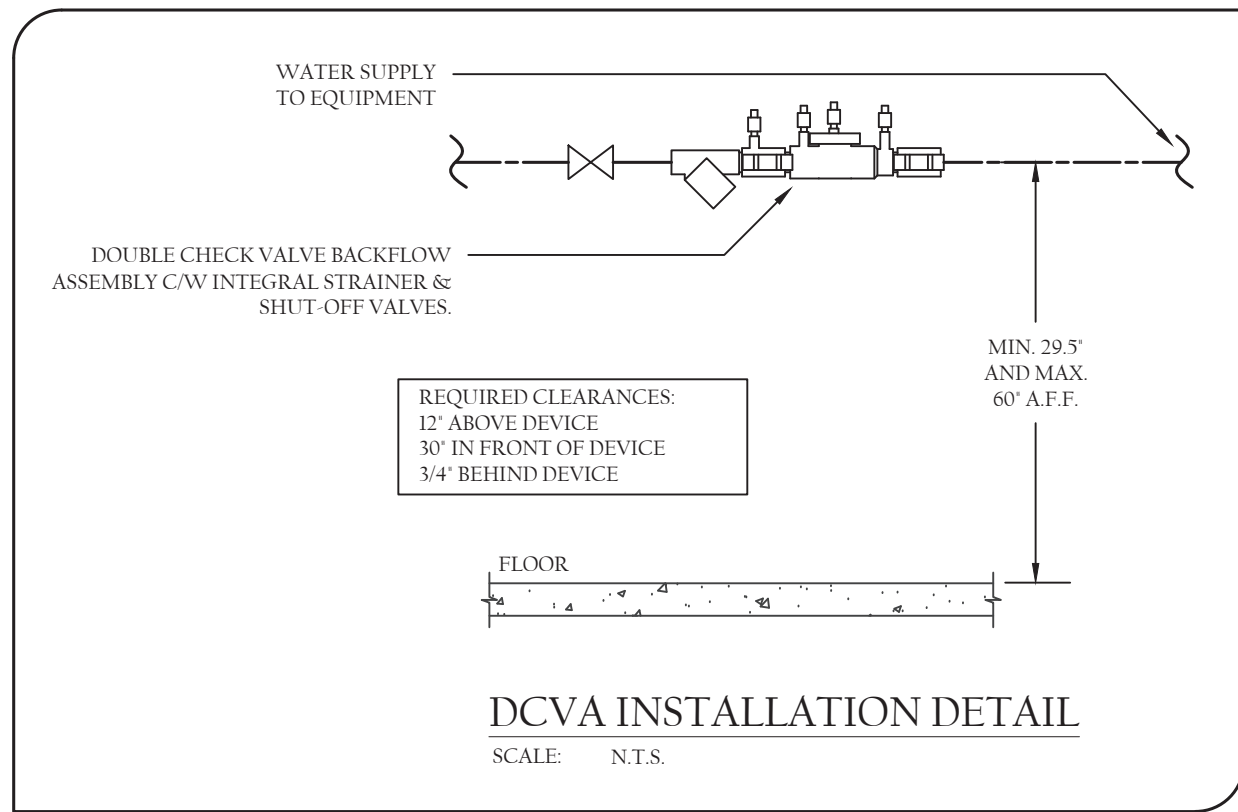 WATER SUPPLY
TO EQUIPMENT
DOUBLE CHECK VALVE BACKFLOW
ASSEMBLY C/W INTEGRAL STRAINER &
SHUT-OFF VALVES.
MIN. 29.5"
AND MAX.
60" A.F.F.
REQUIRED CLEARANCES:
12" ABOVE DEVICE
30" IN FRONT OF DEVICE
3/4" BEHIND DEVICE
FLOOR
DCVA INSTALLATION DETAIL
SCALE: N.T.S.